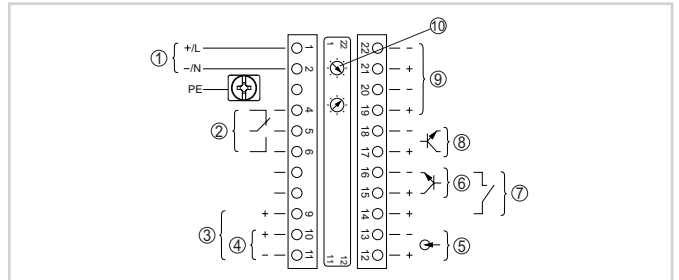 ⑩
① +/L 1 1 22 22 -
-/N 2 21 + ⑨
PE 20 -
4 19 +
② 5 18 - ⑧
6 17 +
16 - ⑥ ⑦
15 +
③ + 9 14 +
④ + 10 13 - ⑤
- 11 11 12 12 +